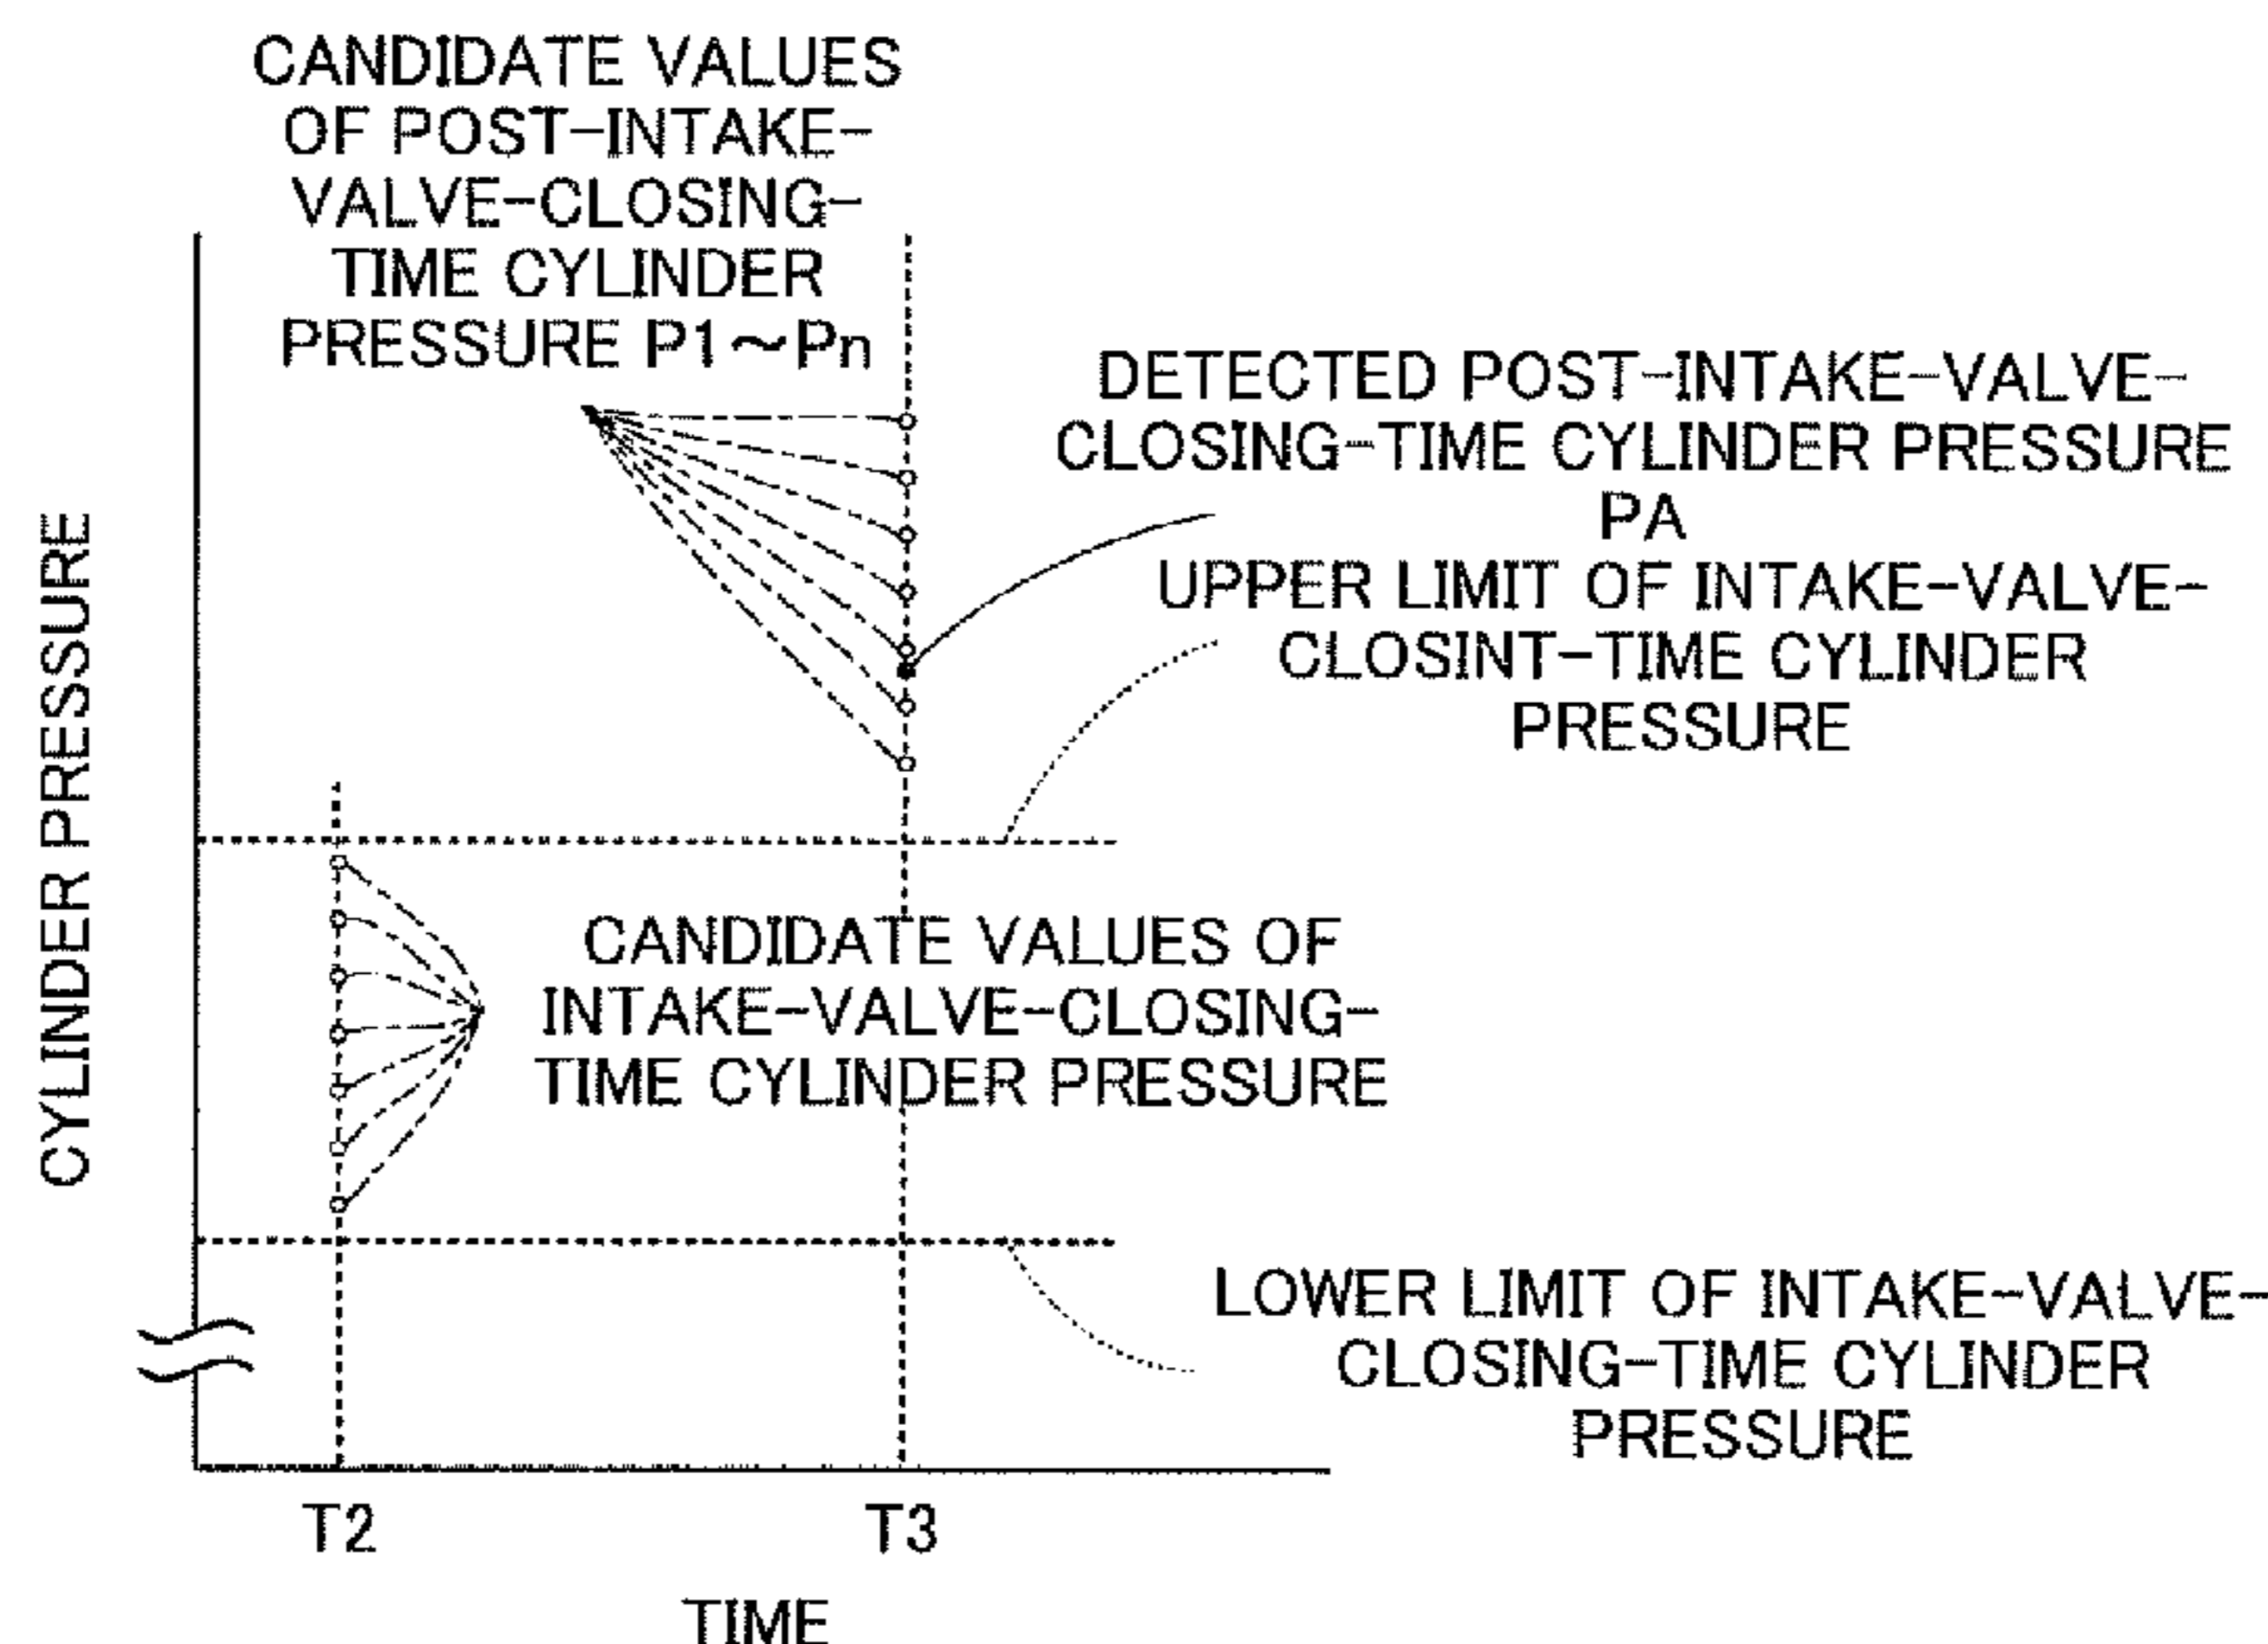 CANDIDATE VALUES
OF POST-INTAKE-
VALVE-CLOSING-
TIME CYLINDER
PRESSURE P1~Pn
DETECTED POST-INTAKE-VALVE-
CLOSING-TIME CYLINDER PRESSURE
PA
UPPER LIMIT OF INTAKE-VALVE-
CLOSINT-TIME CYLINDER
PRESSURE
CYLINDER PRESSURE
CANDIDATE VALUES OF
INTAKE-VALVE-CLOSING-
TIME CYLINDER PRESSURE
LOWER LIMIT OF INTAKE-VALVE-
CLOSING-TIME CYLINDER
PRESSURE
T2
T3
TIME